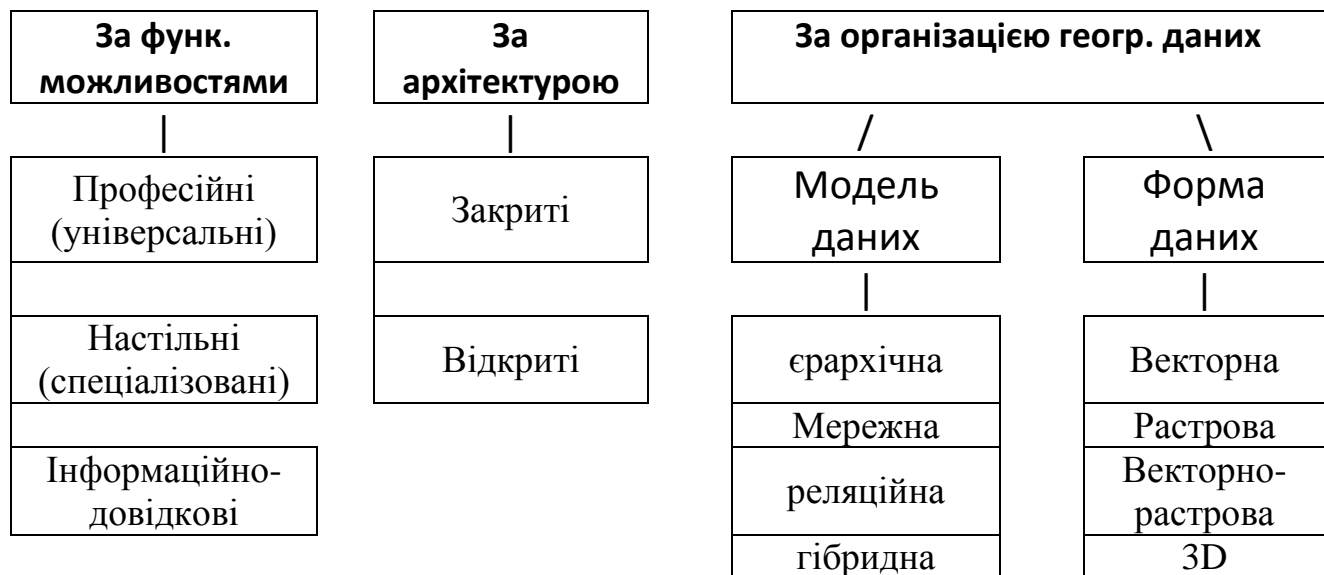 За функ.
можливостями
За
архітектурою
За організацією геогр. даних
Професійні
(універсальні)
Закриті
Модель
даних
Форма
даних
Настільні
(спеціалізовані)
Відкриті
єрархічна
Векторна
Мережна
Растрова
Інформаційно-
довідкові
реляційна
Векторно-
растрова
гібридна
3D